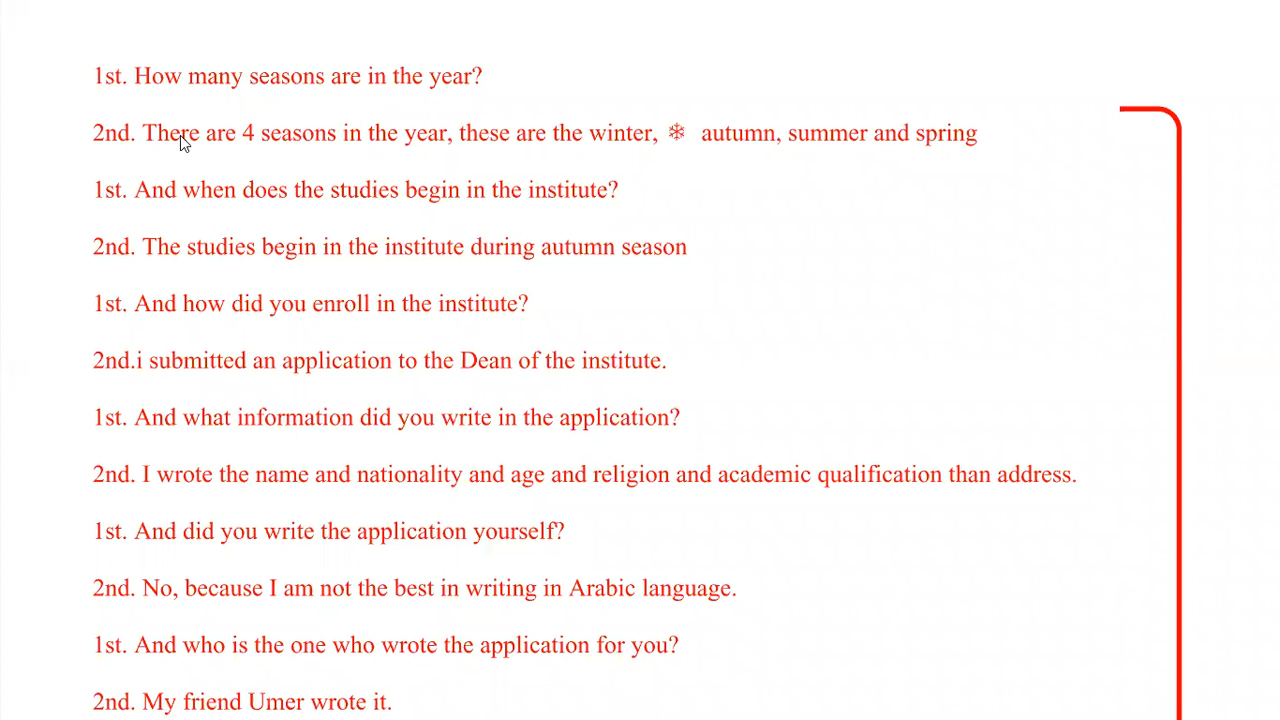 1st. How many seasons are in the year?
2nd. There are 4 seasons in the year, these are the winter, ❄ autumn, summer and spring
1st. And when does the studies begin in the institute?
2nd. The studies begin in the institute during autumn season
1st. And how did you enroll in the institute?
2nd.i submitted an application to the Dean of the institute.
1st. And what information did you write in the application?
2nd. I wrote the name and nationality and age and religion and academic qualification than address.
1st. And did you write the application yourself?
2nd. No, because I am not the best in writing in Arabic language.
1st. And who is the one who wrote the application for you?
2nd. My friend Umer wrote it.